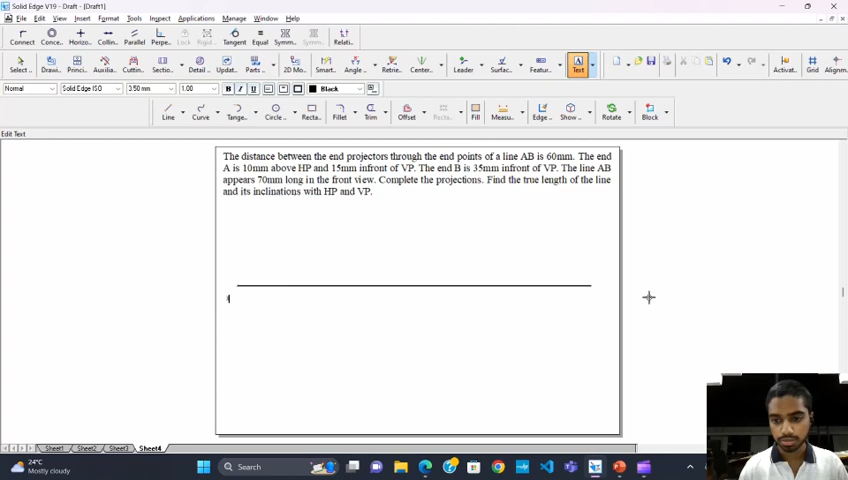 Solid Edge V19 - Draft - [Draft1]
File Edit View Insert Format Tools Inspect Applications Manage Window Help
Connect Conce... Horizo... Collin... Parallel Perpe... Lock Rigid... Tangent Equal Symm... Symm... Relati...
Select ... Drawi... Princi... Auxilia... Cuttin... Sectio... Detail ... Updat... Parts ... 2D Mo... Smart... Angle ... Retrie... Center... Leader Surfac... Featur... Text Activat... Grid Alignm...
Normal Solid Edge ISO 3.50 mm 1.00 B I U Black
Line Curve Tange... Circle ... Recta... Fillet Trim Offset Recta... Fill Measu... Edge ... Show ... Rotate Block
Edit Text
The distance between the end projectors through the end points of a line AB is 60mm. The end
A is 10mm above HP and 15mm infront of VP. The end B is 35mm infront of VP. The line AB
appears 70mm long in the front view. Complete the projections. Find the true length of the line
and its inclinations with HP and VP.
Sheet1 Sheet2 Sheet3 Sheet4
24°C
Mostly cloudy
Search